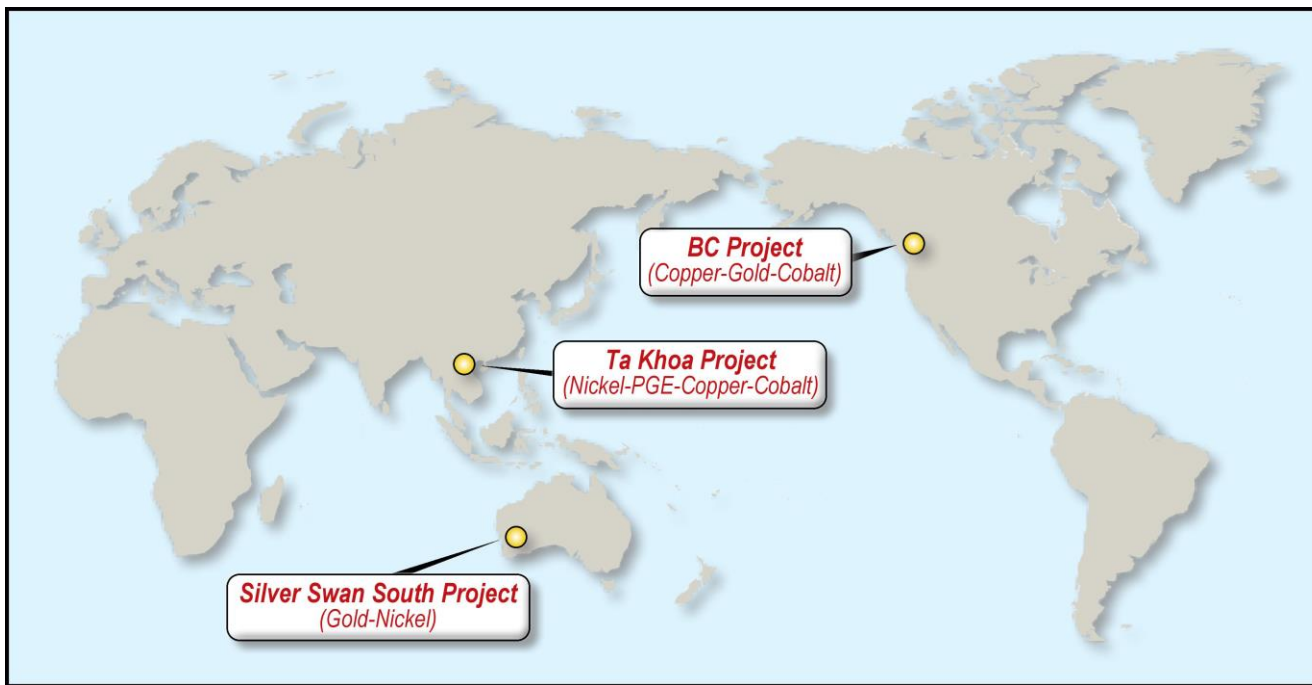 BC Project
(Copper-Gold-Cobalt)
Ta Khoa Project
(Nickel-PGE-Copper-Cobalt)
Silver Swan South Project
(Gold-Nickel)